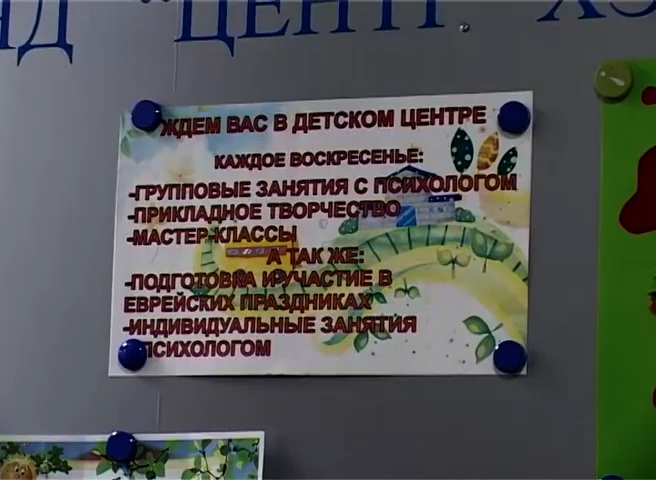 "ЦЕНТР
ЖДЕМ ВАС В ДЕТСКОМ ЦЕНТРЕ
КАЖДОЕ ВОСКРЕСЕНЬЕ:
-ГРУППОВЫЕ ЗАНЯТИЯ С ПСИХОЛОГОМ
-ПРИКЛАДНОЕ ТВОРЧЕСТВО
-МАСТЕР-КЛАССЫ
А ТАК ЖЕ:
-ПОДГОТОВКА И УЧАСТИЕ В
ЕВРЕЙСКИХ ПРАЗДНИКАХ
-ИНДИВИДУАЛЬНЫЕ ЗАНЯТИЯ
ПСИХОЛОГОМ